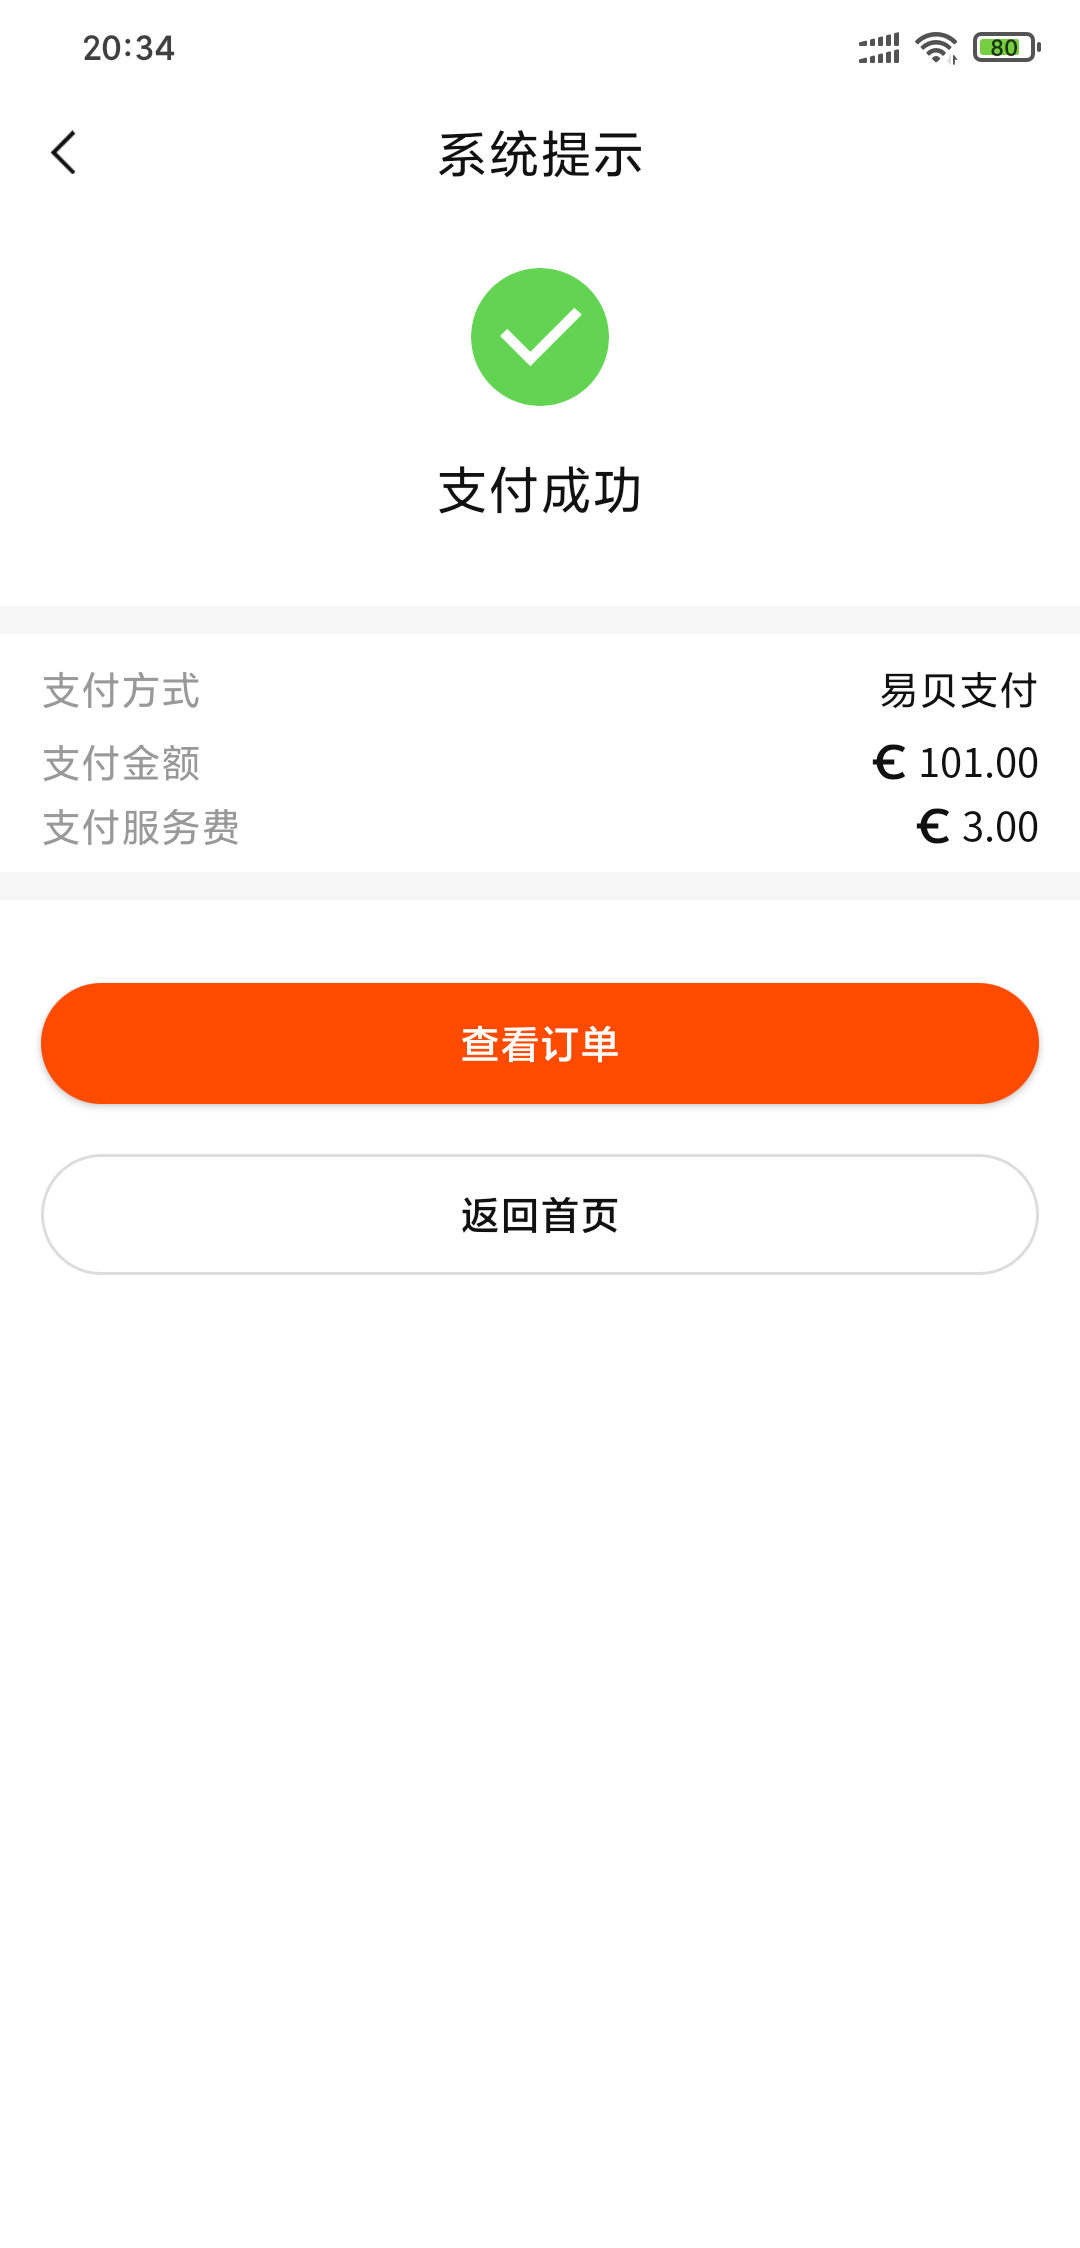 20:34
80
系统提示
支付成功
支付方式 易贝支付
支付金额 € 101.00
支付服务费 € 3.00
查看订单
返回首页